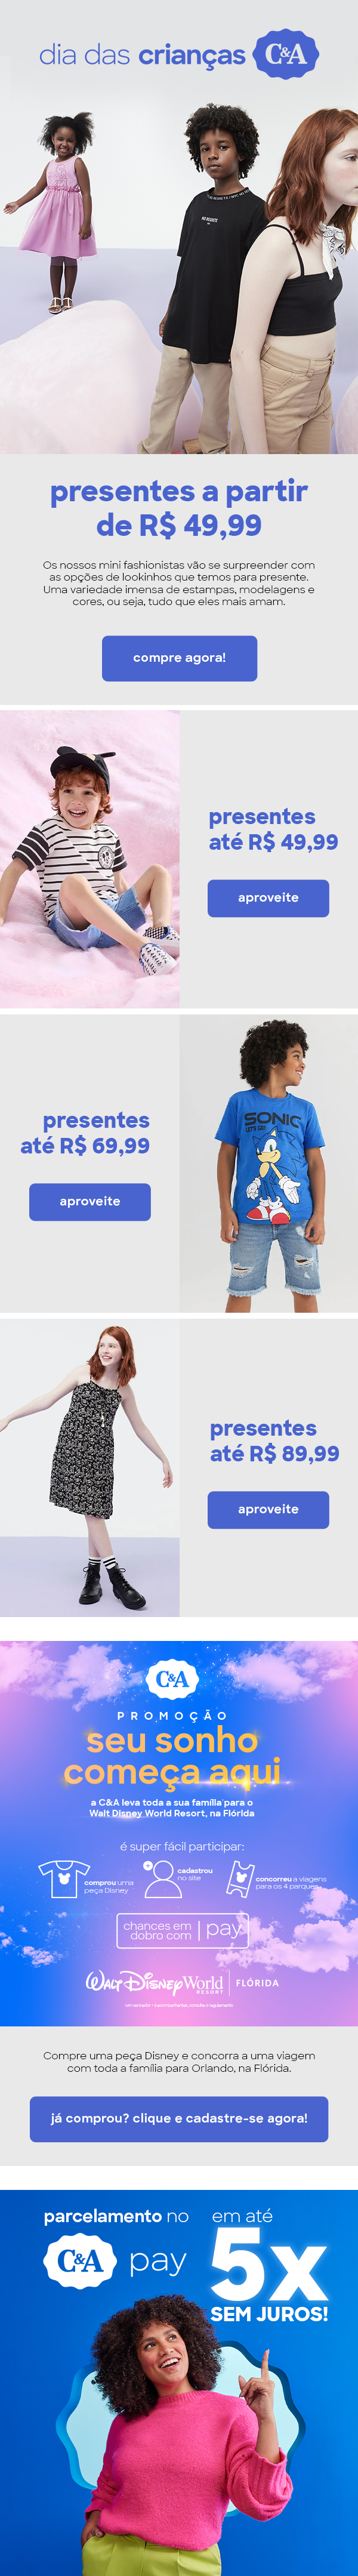 dia das crianças C&A
NO RESULTS
presentes a partir
de R$ 49,99
Os nossos mini fashionistas vão se surpreender com
as opções de lookinhos que temos para presente.
Uma variedade imensa de estampas, modelagens e
cores, ou seja, tudo que eles mais amam.
compre agora!
presentes
até R$ 49,99
aproveite
presentes
até R$ 69,99
aproveite
SONIC
presentes
até R$ 89,99
aproveite
C&A
PROMOÇÃO
seu sonho
começa aqui
a C&A leva toda a sua família para o
Walt Disney World Resort, na Flórida
é super fácil participar:
comprou uma
peça Disney
cadastrou
no site
concorreu a viagens
para os 4 parques
chances em
dobro com
pay
Walt Disney World
RESORT
FLÓRIDA
Compre uma peça Disney e concorra a uma viagem
com toda a família para Orlando, na Flórida.
já comprou? clique e cadastre-se agora!
parcelamento no
C&A pay
em até
5x
SEM JUROS!